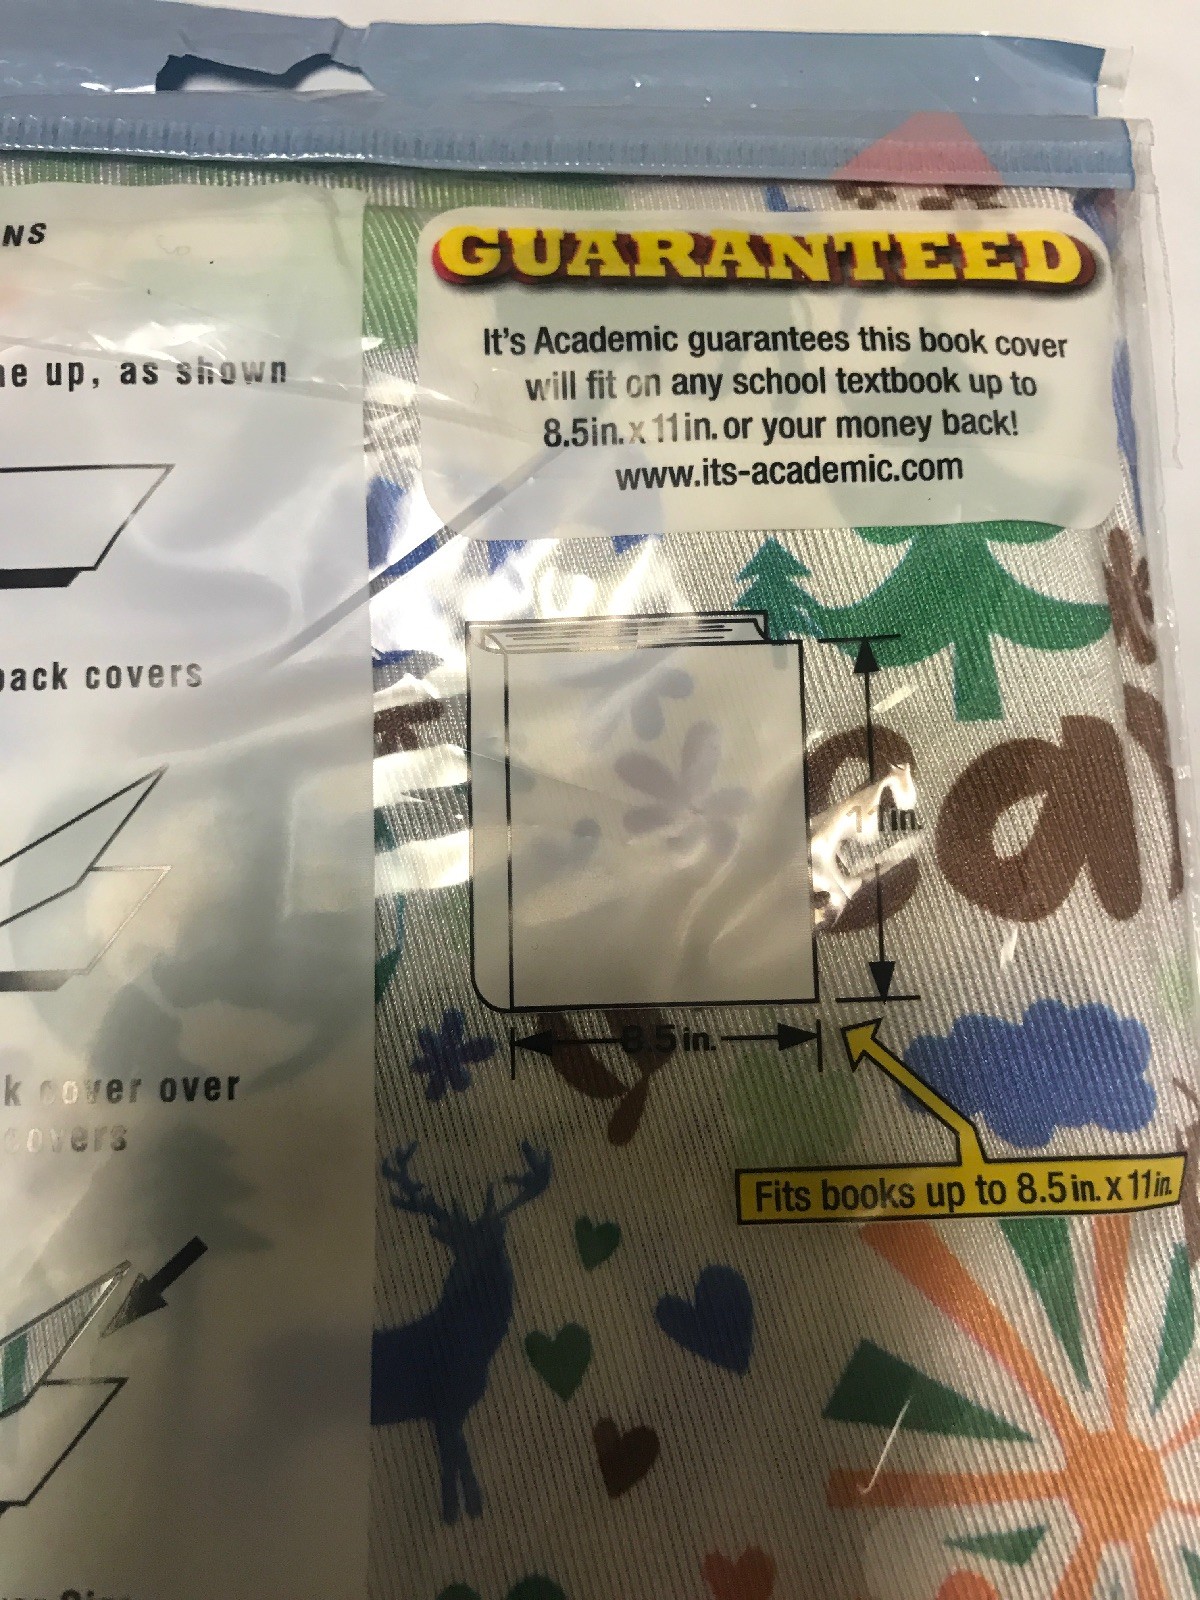 NS
GUARANTEED
It's Academic guarantees this book cover
will fit on any school textbook up to
8.5in. x 11in. or your money back!
www.its-academic.com
up, as shown
covers
11in.
8.5in.
cover over
covers
Fits books up to 8.5in. x 11in.